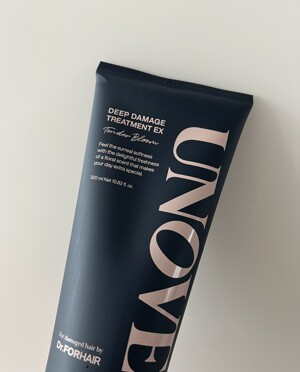 DEEP DAMAGE
TREATMENT EX
Tender Bloom
Feel the surreal softness
with the delightful freshness
of a floral scent that makes
your day extra special.
320 ml Net 10.82 fl. oz.
UNOVE
For damaged hair by
Dr.FORHAIR